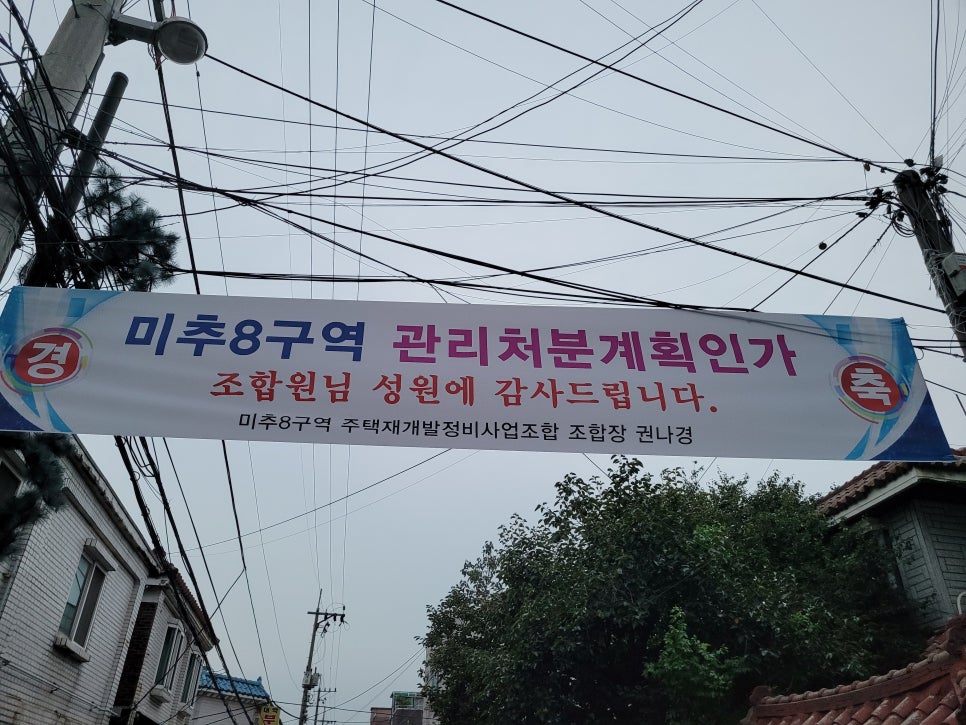 경
미추8구역 관리처분계획인가
조합원님 성원에 감사드립니다.
미추8구역 주택재개발정비사업조합 조합장 권나경
축